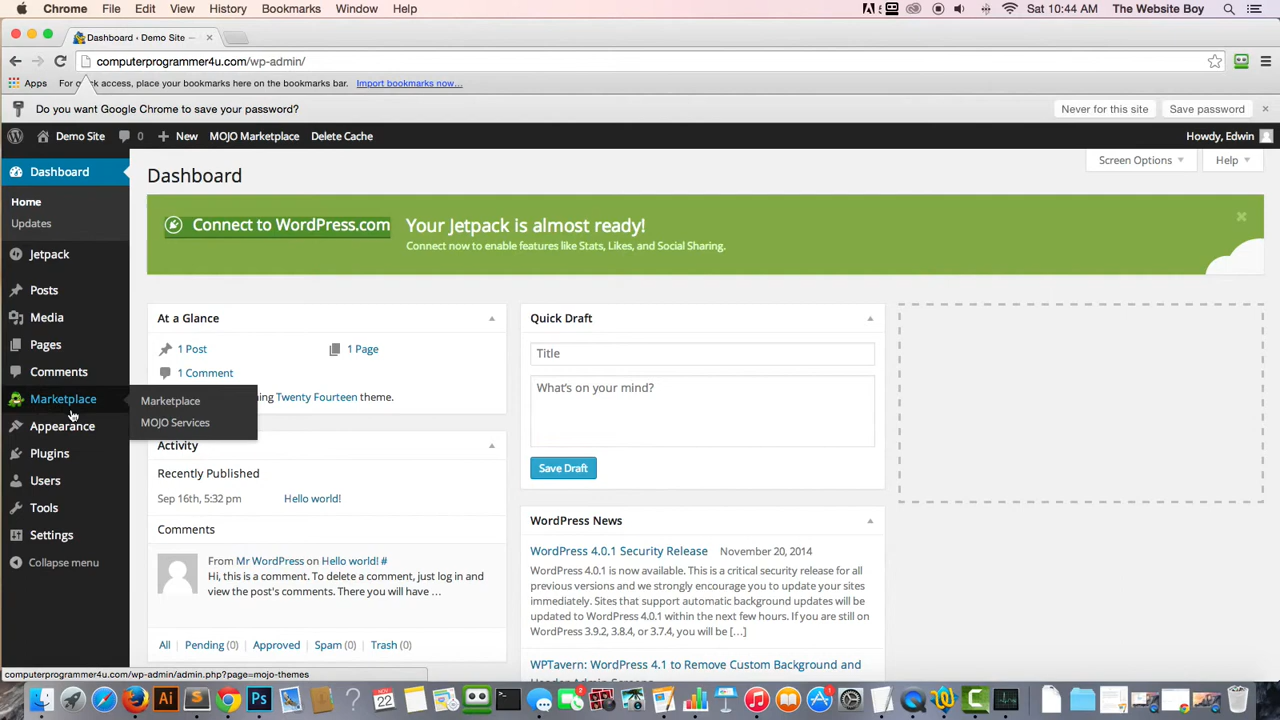 Chrome File Edit View History Bookmarks Window Help Sat 10:44 AM The Website Boy
Dashboard ‹ Demo Site ×
computerprogrammer4u.com/wp-admin/
Apps For quick access, place your bookmarks here on the bookmarks bar. Import bookmarks now...
Do you want Google Chrome to save your password? Never for this site Save password ×
Demo Site 0 + New MOJO Marketplace Delete Cache Howdy, Edwin
Dashboard
Home
Updates
Jetpack
Posts
Media
Pages
Comments
Marketplace
Appearance
Plugins
Users
Tools
Settings
Collapse menu
Marketplace
MOJO Services
Screen Options Help
Dashboard
Connect to WordPress.com
Your Jetpack is almost ready!
Connect now to enable features like Stats, Likes, and Social Sharing.
At a Glance
1 Post 1 Page
1 Comment
ing Twenty Fourteen theme.
Activity
Recently Published
Sep 16th, 5:32 pm Hello world!
Comments
From Mr WordPress on Hello world! #
Hi, this is a comment. To delete a comment, just log in and
view the post's comments. There you will have …
All | Pending (0) | Approved | Spam (0) | Trash (0)
Quick Draft
Title
What's on your mind?
Save Draft
WordPress News
WordPress 4.0.1 Security Release November 20, 2014
WordPress 4.0.1 is now available. This is a critical security release for all
previous versions and we strongly encourage you to update your sites
immediately. Sites that support automatic background updates will be
updated to WordPress 4.0.1 within the next few hours. If you are still on
WordPress 3.9.2, 3.8.4, or 3.7.4, you will be […]
WPTavern: WordPress 4.1 to Remove Custom Background and
computerprogrammer4u.com/wp-admin/admin.php?page=mojo-themes
NOV
22
Ai
Ps